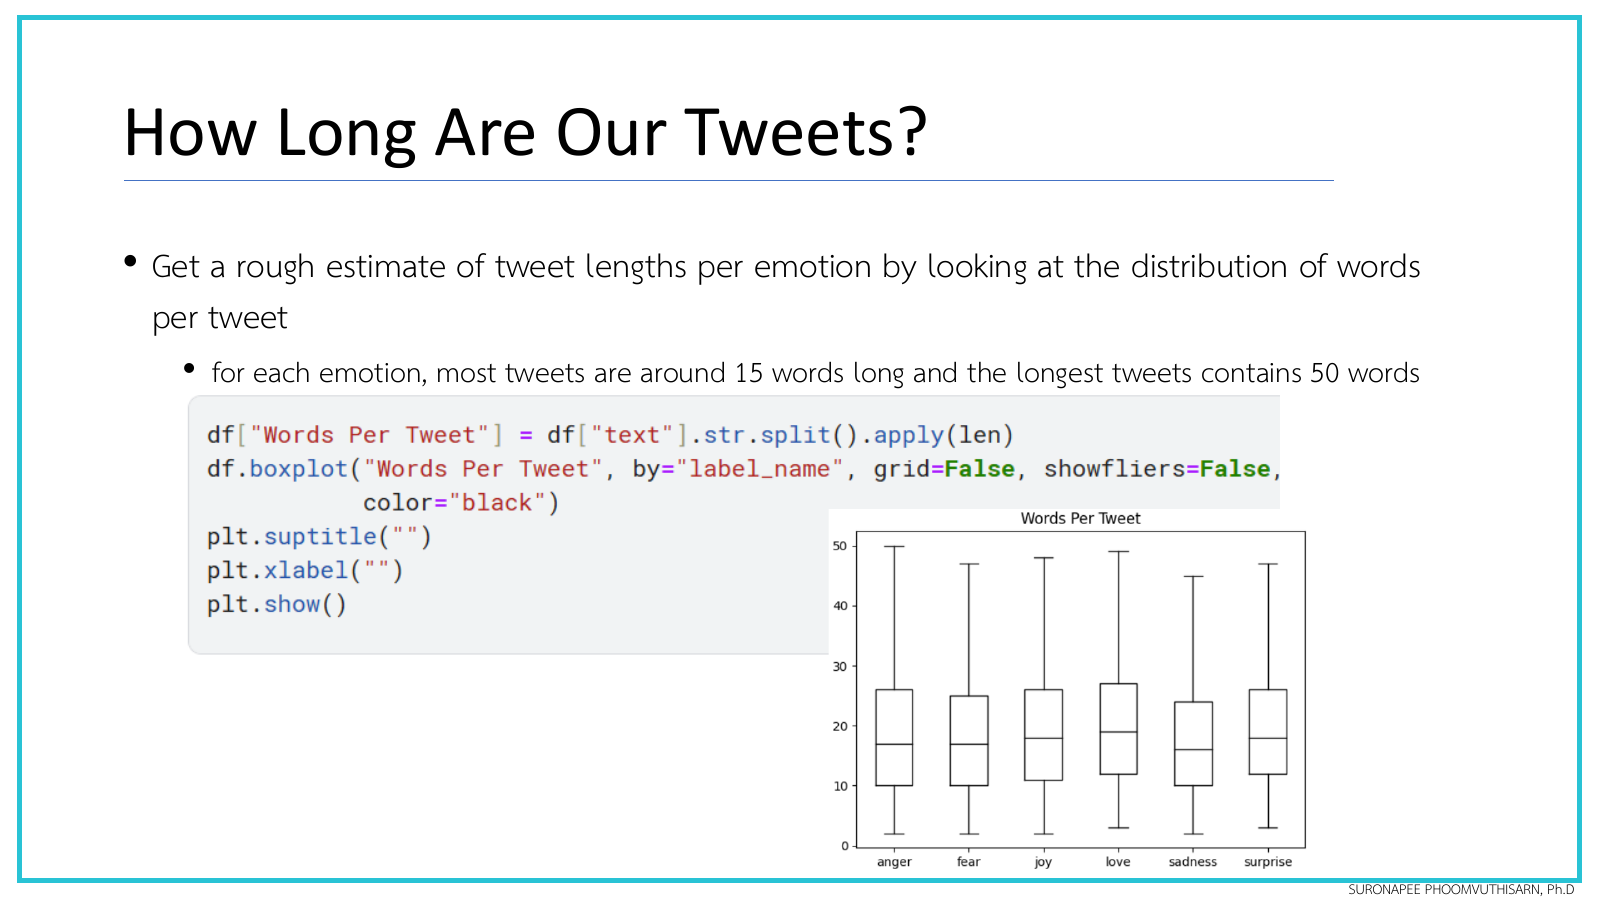 How Long Are Our Tweets?
• Get a rough estimate of tweet lengths per emotion by looking at the distribution of words
per tweet
• for each emotion, most tweets are around 15 words long and the longest tweets contains 50 words
df["Words Per Tweet"] = df["text"].str.split().apply(len)
df.boxplot("Words Per Tweet", by="label_name", grid=False, showfliers=False,
color="black")
plt.suptitle("")
plt.xlabel("")
plt.show()
Words Per Tweet
50
40
30
20
10
0
anger fear joy love sadness surprise
SURONAPEE PHOOMVUTHISARN, Ph.D